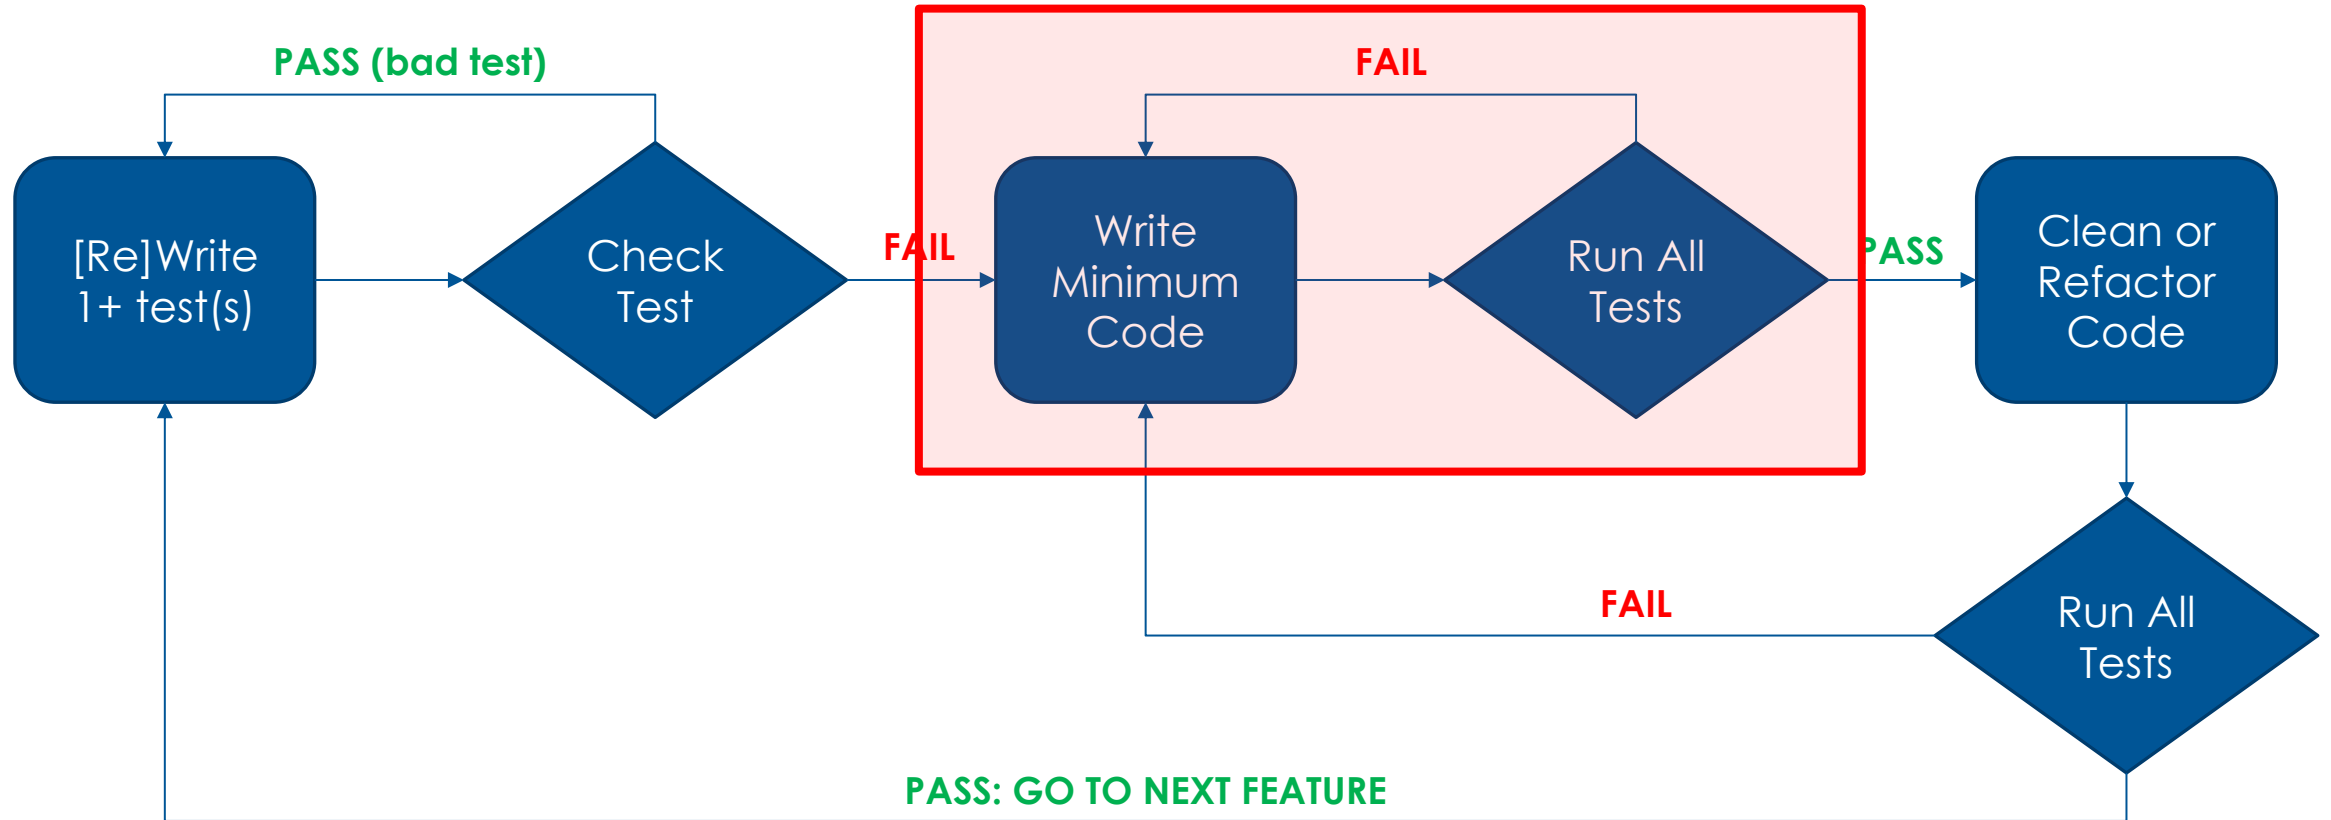 PASS (bad test)
FAIL
[Re]Write
1+ test(s)
Check
Test
FAIL
Write
Minimum
Code
Run All
Tests
PASS
Clean or
Refactor
Code
FAIL
Run All
Tests
PASS: GO TO NEXT FEATURE